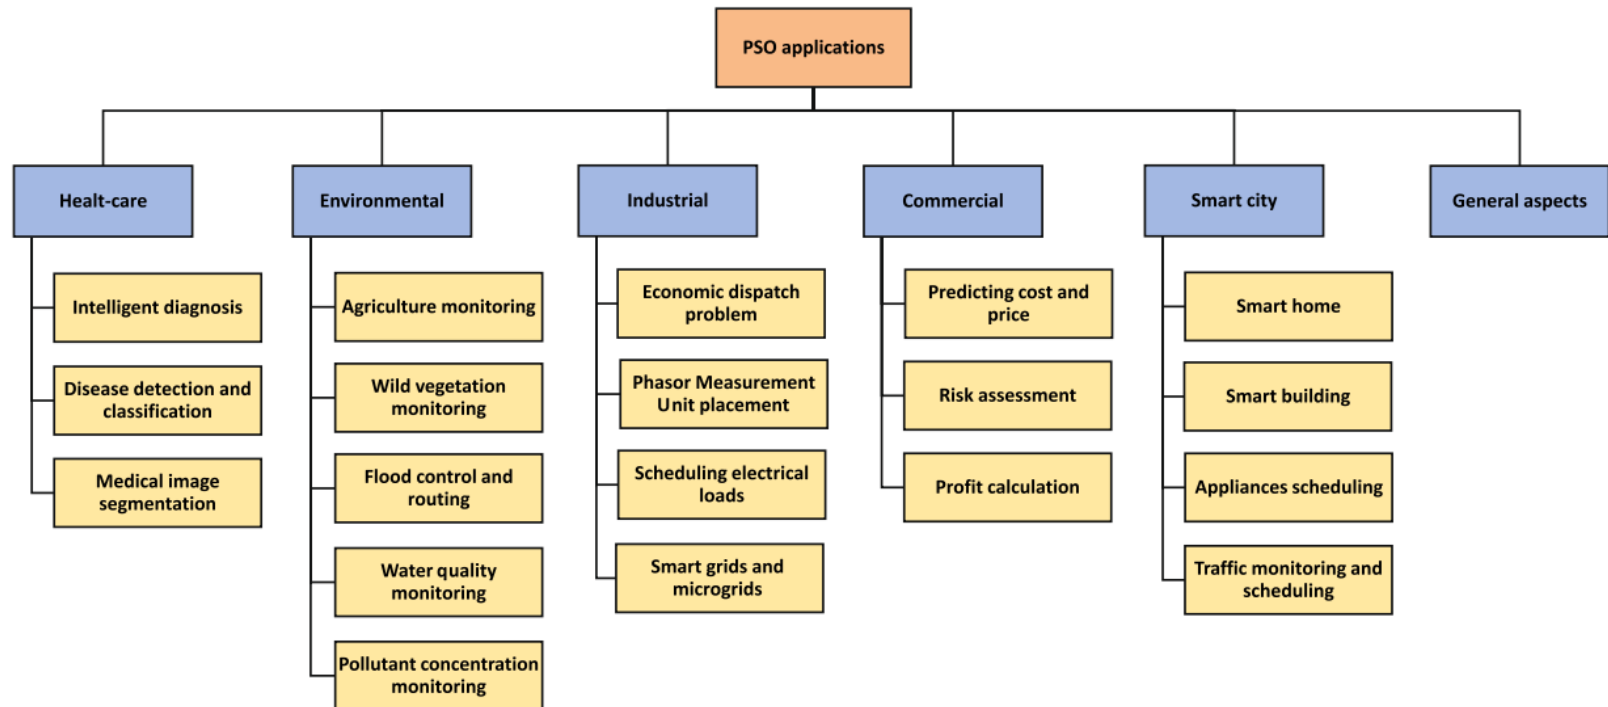 PSO applications
Healt-care
Environmental
Industrial
Commercial
Smart city
General aspects
Intelligent diagnosis
Disease detection and
classification
Medical image
segmentation
Agriculture monitoring
Wild vegetation
monitoring
Flood control and
routing
Water quality
monitoring
Pollutant concentration
monitoring
Economic dispatch
problem
Phasor Measurement
Unit placement
Scheduling electrical
loads
Smart grids and
microgrids
Predicting cost and
price
Risk assessment
Profit calculation
Smart home
Smart building
Appliances scheduling
Traffic monitoring and
scheduling